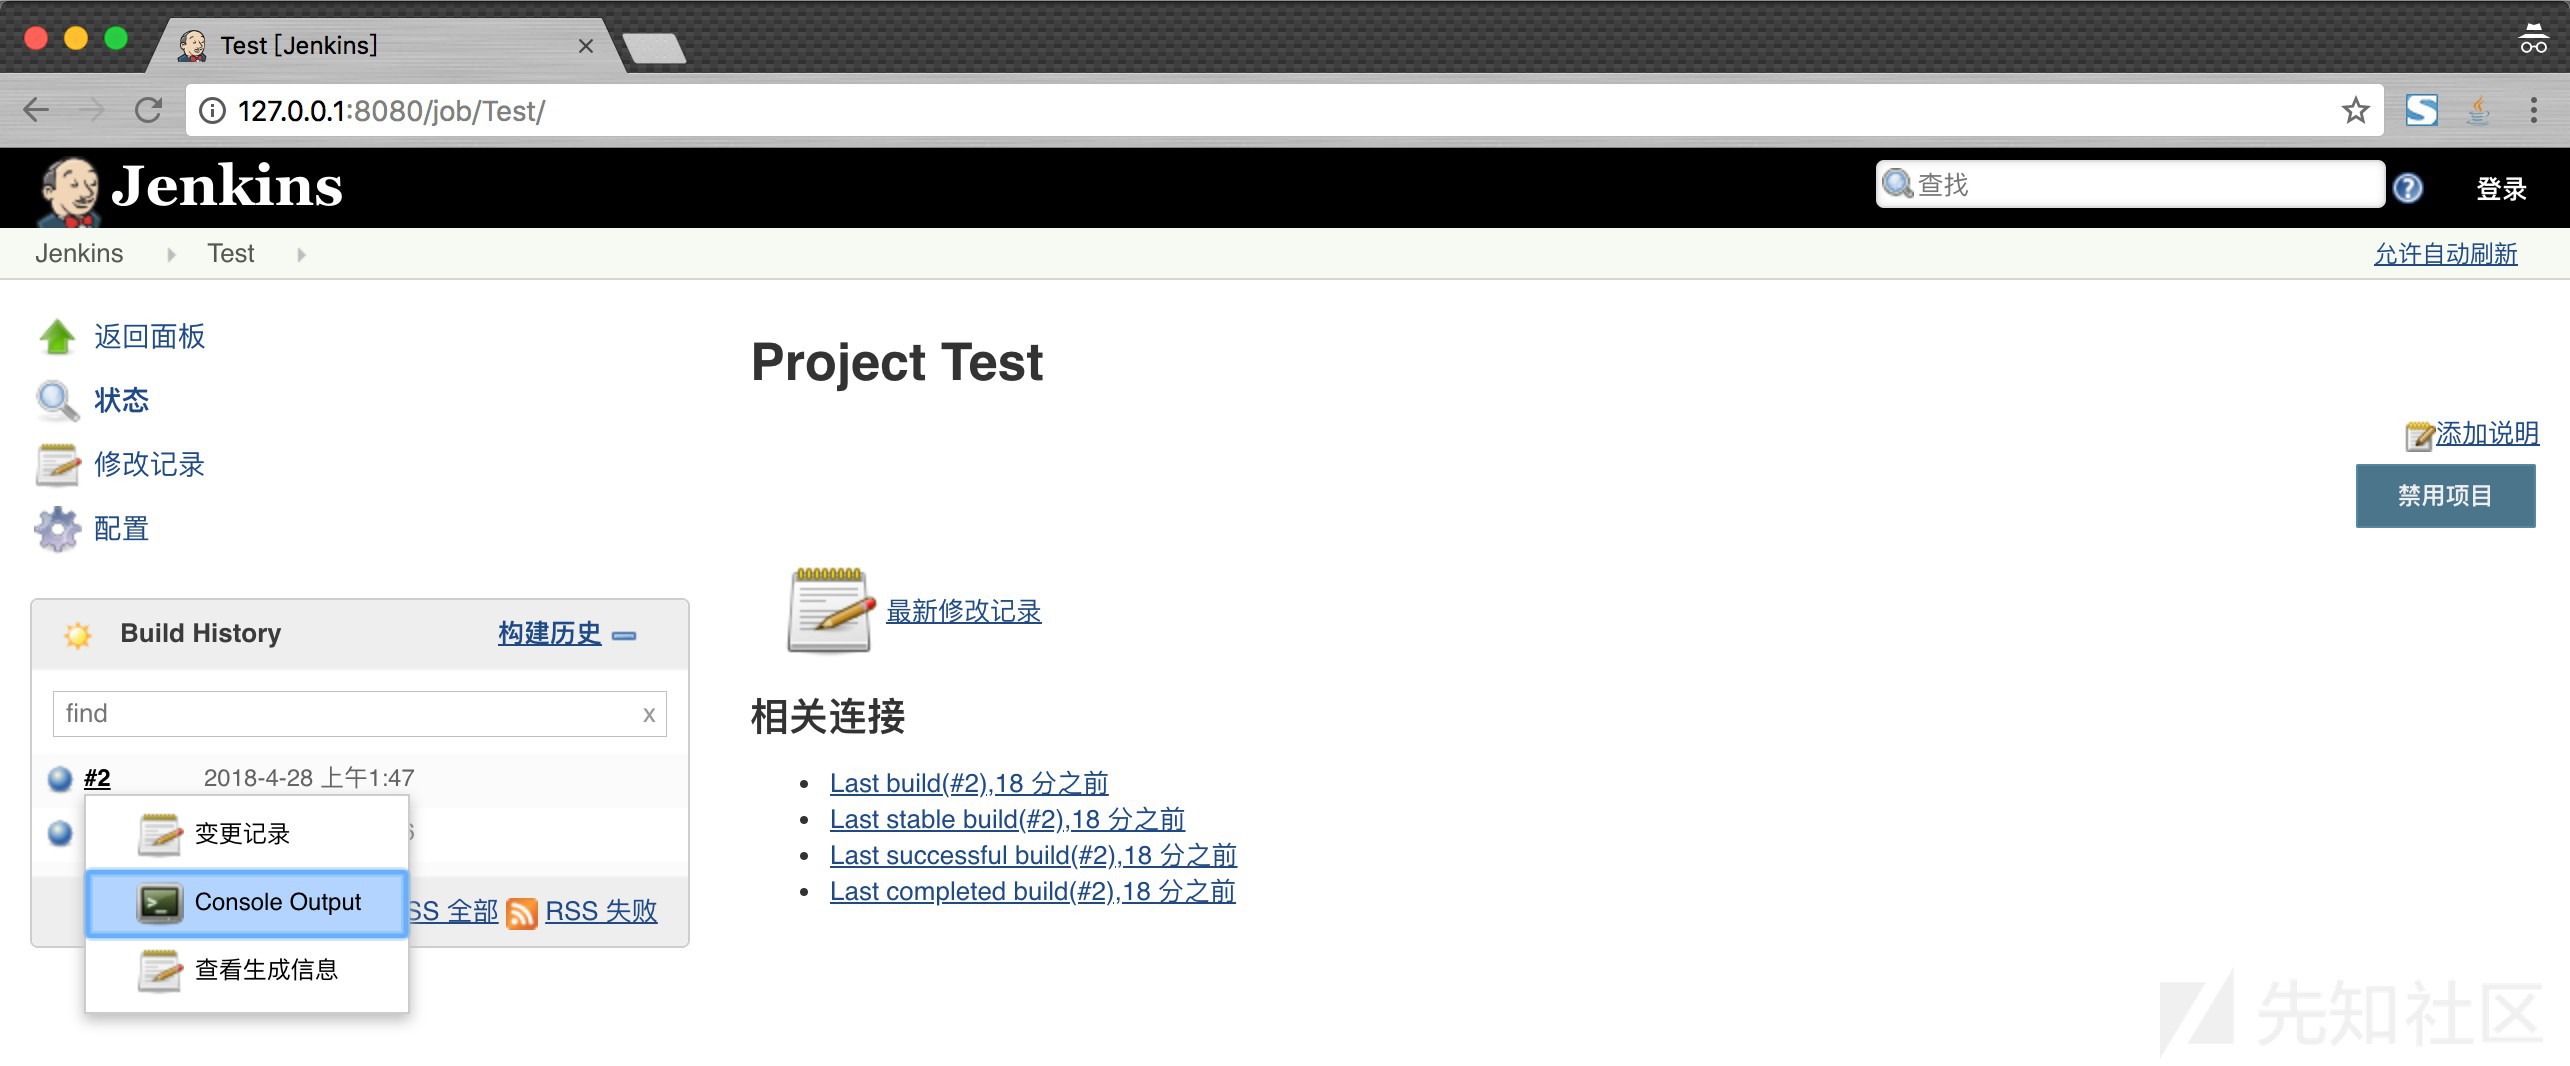 Test [Jenkins]
127.0.0.1:8080/job/Test/
Jenkins
查找
登录
Jenkins
Test
允许自动刷新
返回面板
状态
修改记录
配置
Project Test
添加说明
禁用项目
最新修改记录
Build History
构建历史
find
x
#2
2018-4-28 上午1:47
变更记录
Console Output
查看生成信息
SS 全部
RSS 失败
相关连接
Last build(#2),18 分之前
Last stable build(#2),18 分之前
Last successful build(#2),18 分之前
Last completed build(#2),18 分之前
先知社区